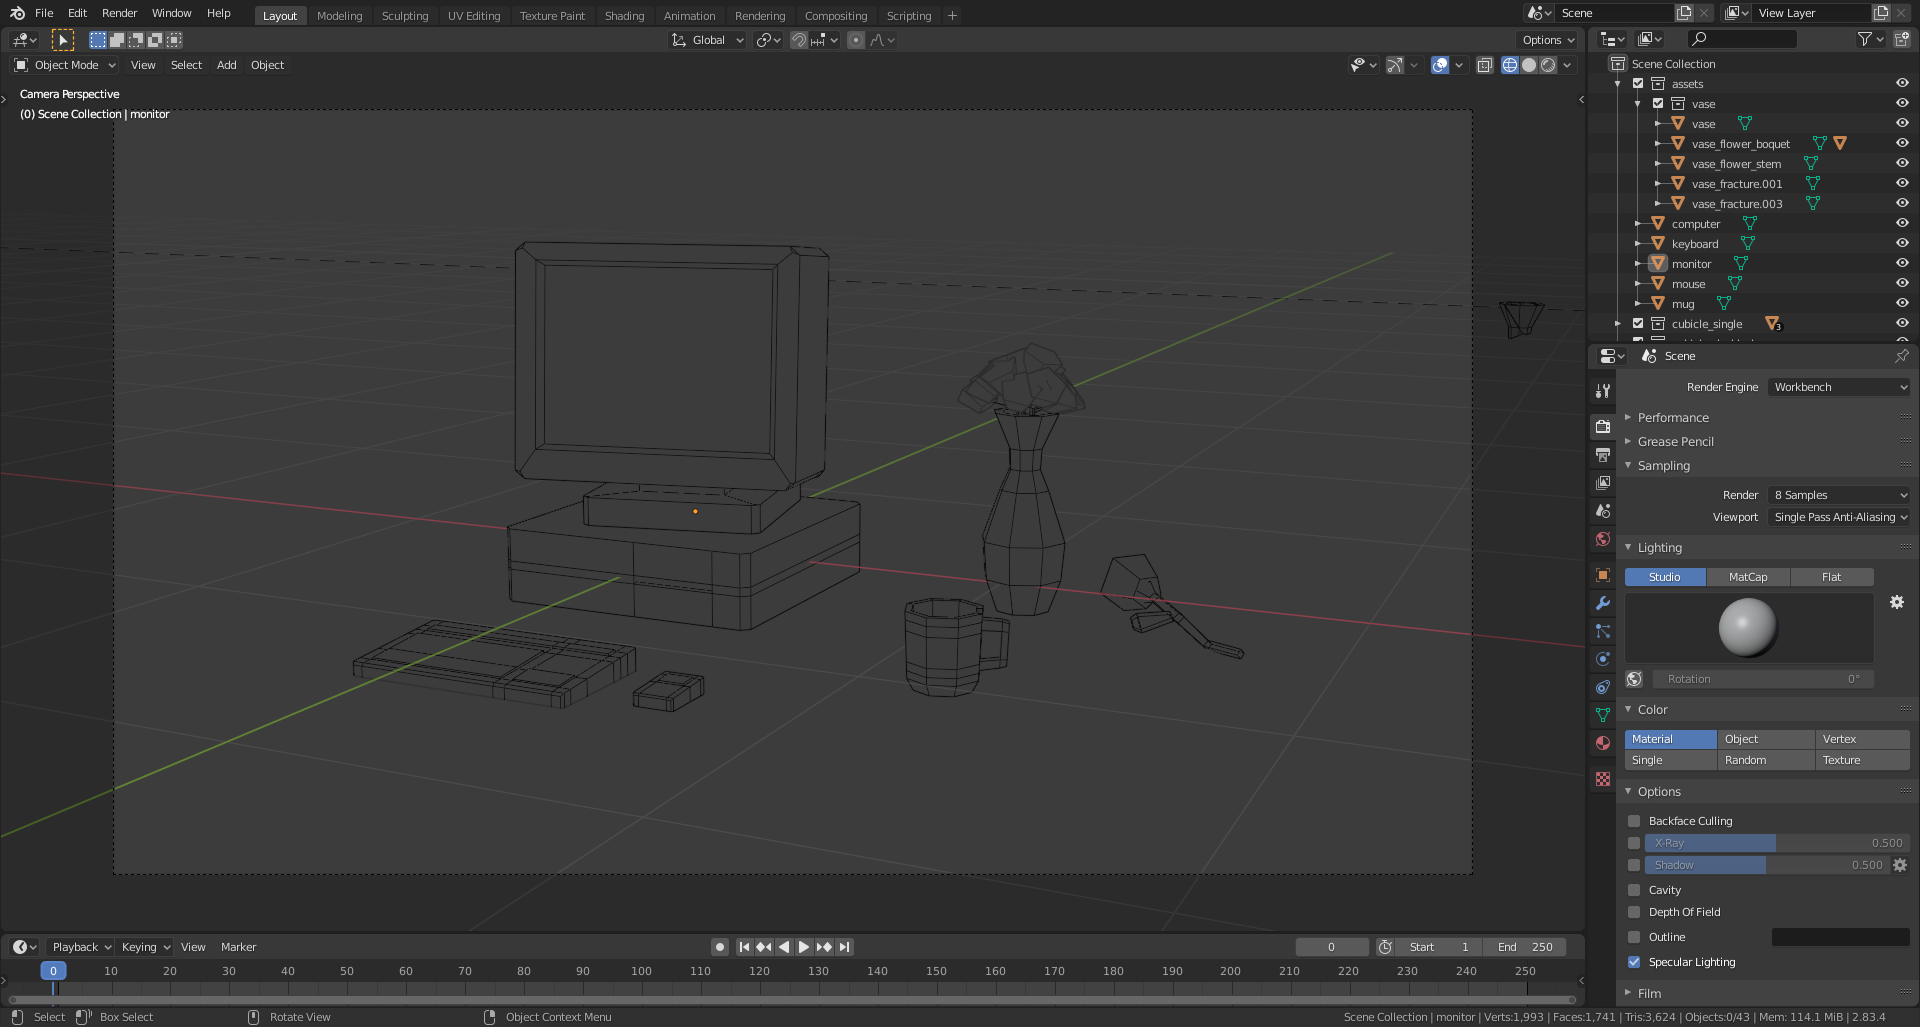 File Edit Render Window Help
Layout Modeling Sculpting UV Editing Texture Paint Shading Animation Rendering Compositing Scripting +
Scene View Layer
Global Options
Object Mode View Select Add Object
Camera Perspective
(0) Scene Collection | monitor
Scene Collection
assets
vase
vase
vase_flower_boquet
vase_flower_stem
vase_fracture.001
vase_fracture.003
computer
keyboard
monitor
mouse
mug
cubicle_single 3
Scene
Render Engine Workbench
Performance
Grease Pencil
Sampling
Render 8 Samples
Viewport Single Pass Anti-Aliasing
Lighting
Studio MatCap Flat
Rotation 0°
Color
Material Object Vertex
Single Random Texture
Options
Backface Culling
X-Ray 0.500
Shadow 0.500
Cavity
Depth Of Field
Outline
Specular Lighting
Film
Playback Keying View Marker 0 Start 1 End 250
0 10 20 30 40 50 60 70 80 90 100 110 120 130 140 150 160 170 180 190 200 210 220 230 240 250
Select Box Select Rotate View Object Context Menu
Scene Collection | monitor | Verts:1,993 | Faces:1,741 | Tris:3,624 | Objects:0/43 | Mem: 114.1 MiB | 2.83.4